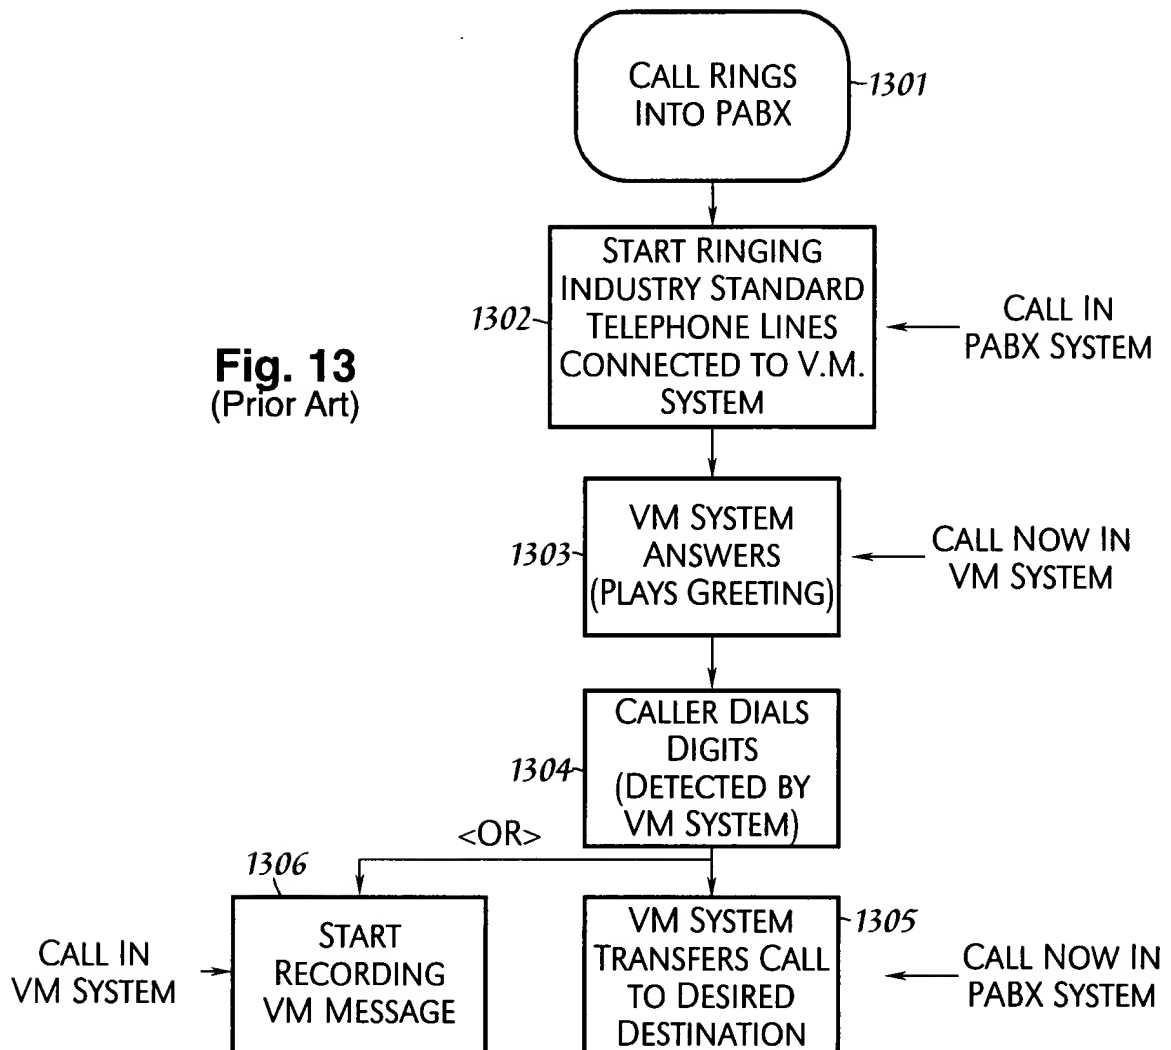 CALL RINGS
INTO PABX
1301
START RINGING
INDUSTRY STANDARD
TELEPHONE LINES
CONNECTED TO V.M.
SYSTEM
1302
CALL IN
PABX SYSTEM
Fig. 13
(Prior Art)
VM SYSTEM
ANSWERS
(PLAYS GREETING)
1303
CALL NOW IN
VM SYSTEM
CALLER DIALS
DIGITS
(DETECTED BY
VM SYSTEM)
1304
<OR>
1306
START
RECORDING
VM MESSAGE
CALL IN
VM SYSTEM
VM SYSTEM
TRANSFERS CALL
TO DESIRED
DESTINATION
1305
CALL NOW IN
PABX SYSTEM